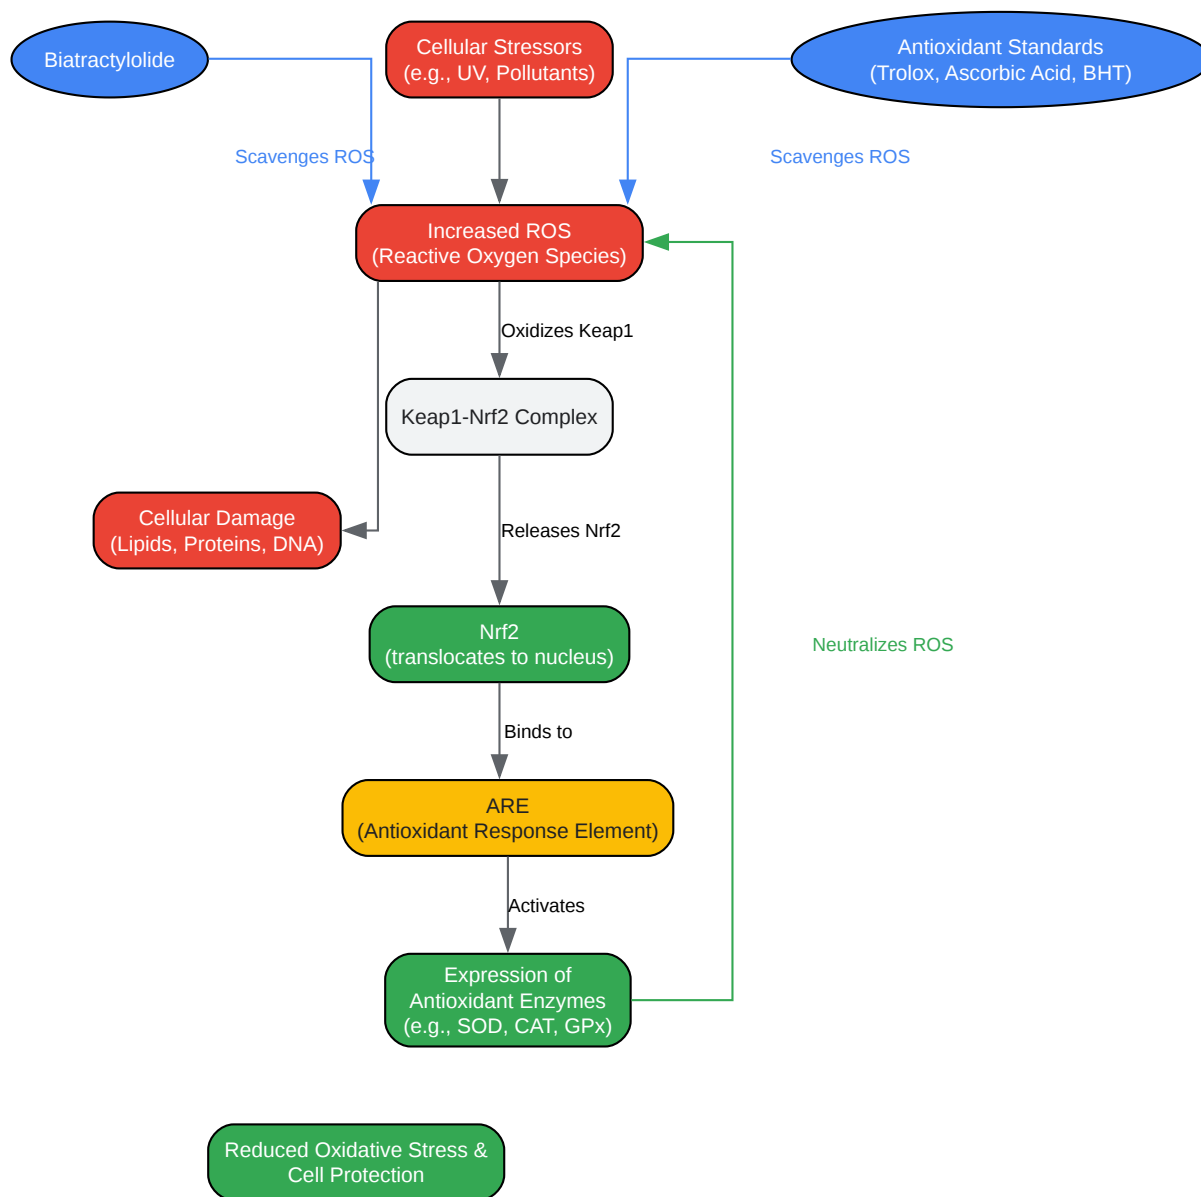 Biatractylolide
Cellular Stressors
(e.g., UV, Pollutants)
Antioxidant Standards
(Trolox, Ascorbic Acid, BHT)
Scavenges ROS
Scavenges ROS
Increased ROS
(Reactive Oxygen Species)
Oxidizes Keap1
Keap1-Nrf2 Complex
Cellular Damage
(Lipids, Proteins, DNA)
Releases Nrf2
Nrf2
(translocates to nucleus)
Neutralizes ROS
Binds to
ARE
(Antioxidant Response Element)
Activates
Expression of
Antioxidant Enzymes
(e.g., SOD, CAT, GPx)
Reduced Oxidative Stress &
Cell Protection